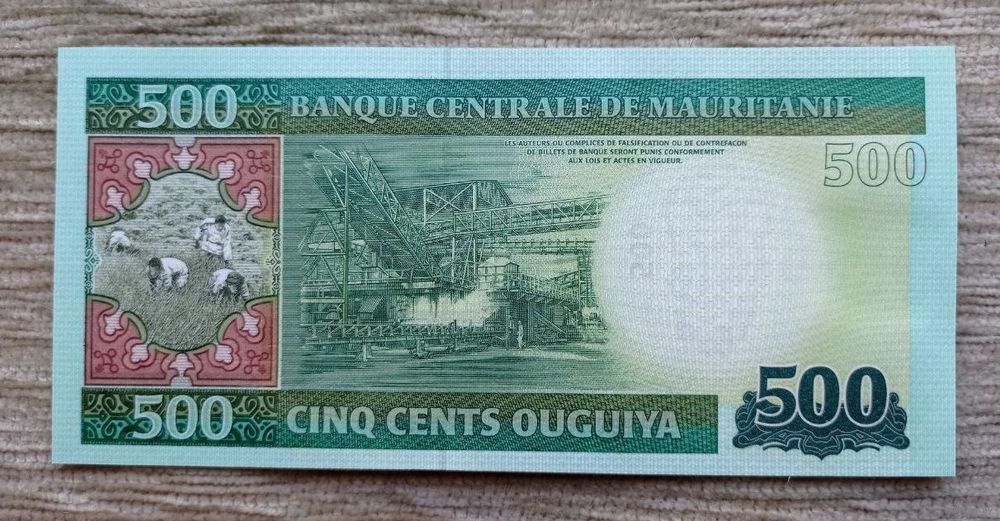 500 BANQUE CENTRALE DE MAURITANIE
LES AUTEURS OU COMPLICES DE FALSIFICATION OU DE CONTREFACON
DE BILLETS DE BANQUE SERONT PUNIS CONFORMEMENT
AUX LOIS ET ACTES EN VIGUEUR.
500
500 CINQ CENTS OUGUIYA
500